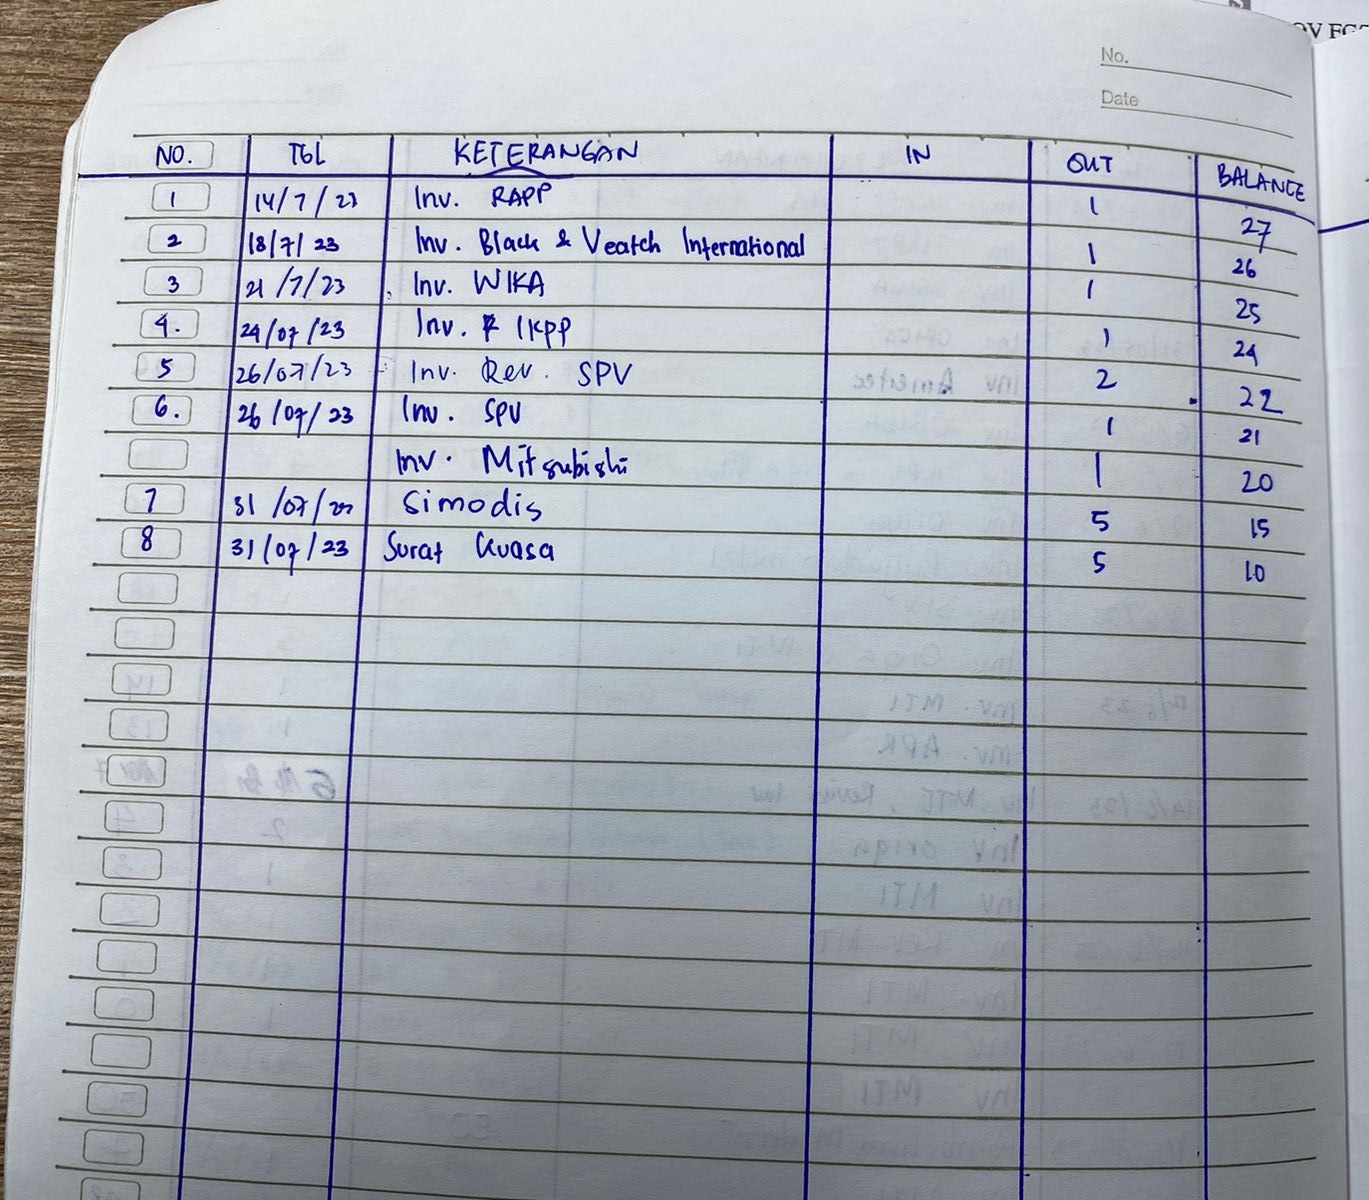 OV FGT
No.
Date
NO. TGL KETERANGAN IN OUT BALANCE
1 14/7/23 Inv. RAPP 1 27
2 18/7/23 Inv. Black & Veatch International 1 26
3 21/7/23 Inv. WIKA 1 25
4. 24/07/23 Inv. IKPP 1 24
5 26/07/23 Inv. Rev. SPV 2 22
6. 26/07/23 Inv. SPV 1 21
Inv. Mitsubishi 1 20
7 31/07/23 Simodis 5 15
8 31/07/23 Surat Kuasa 5 10